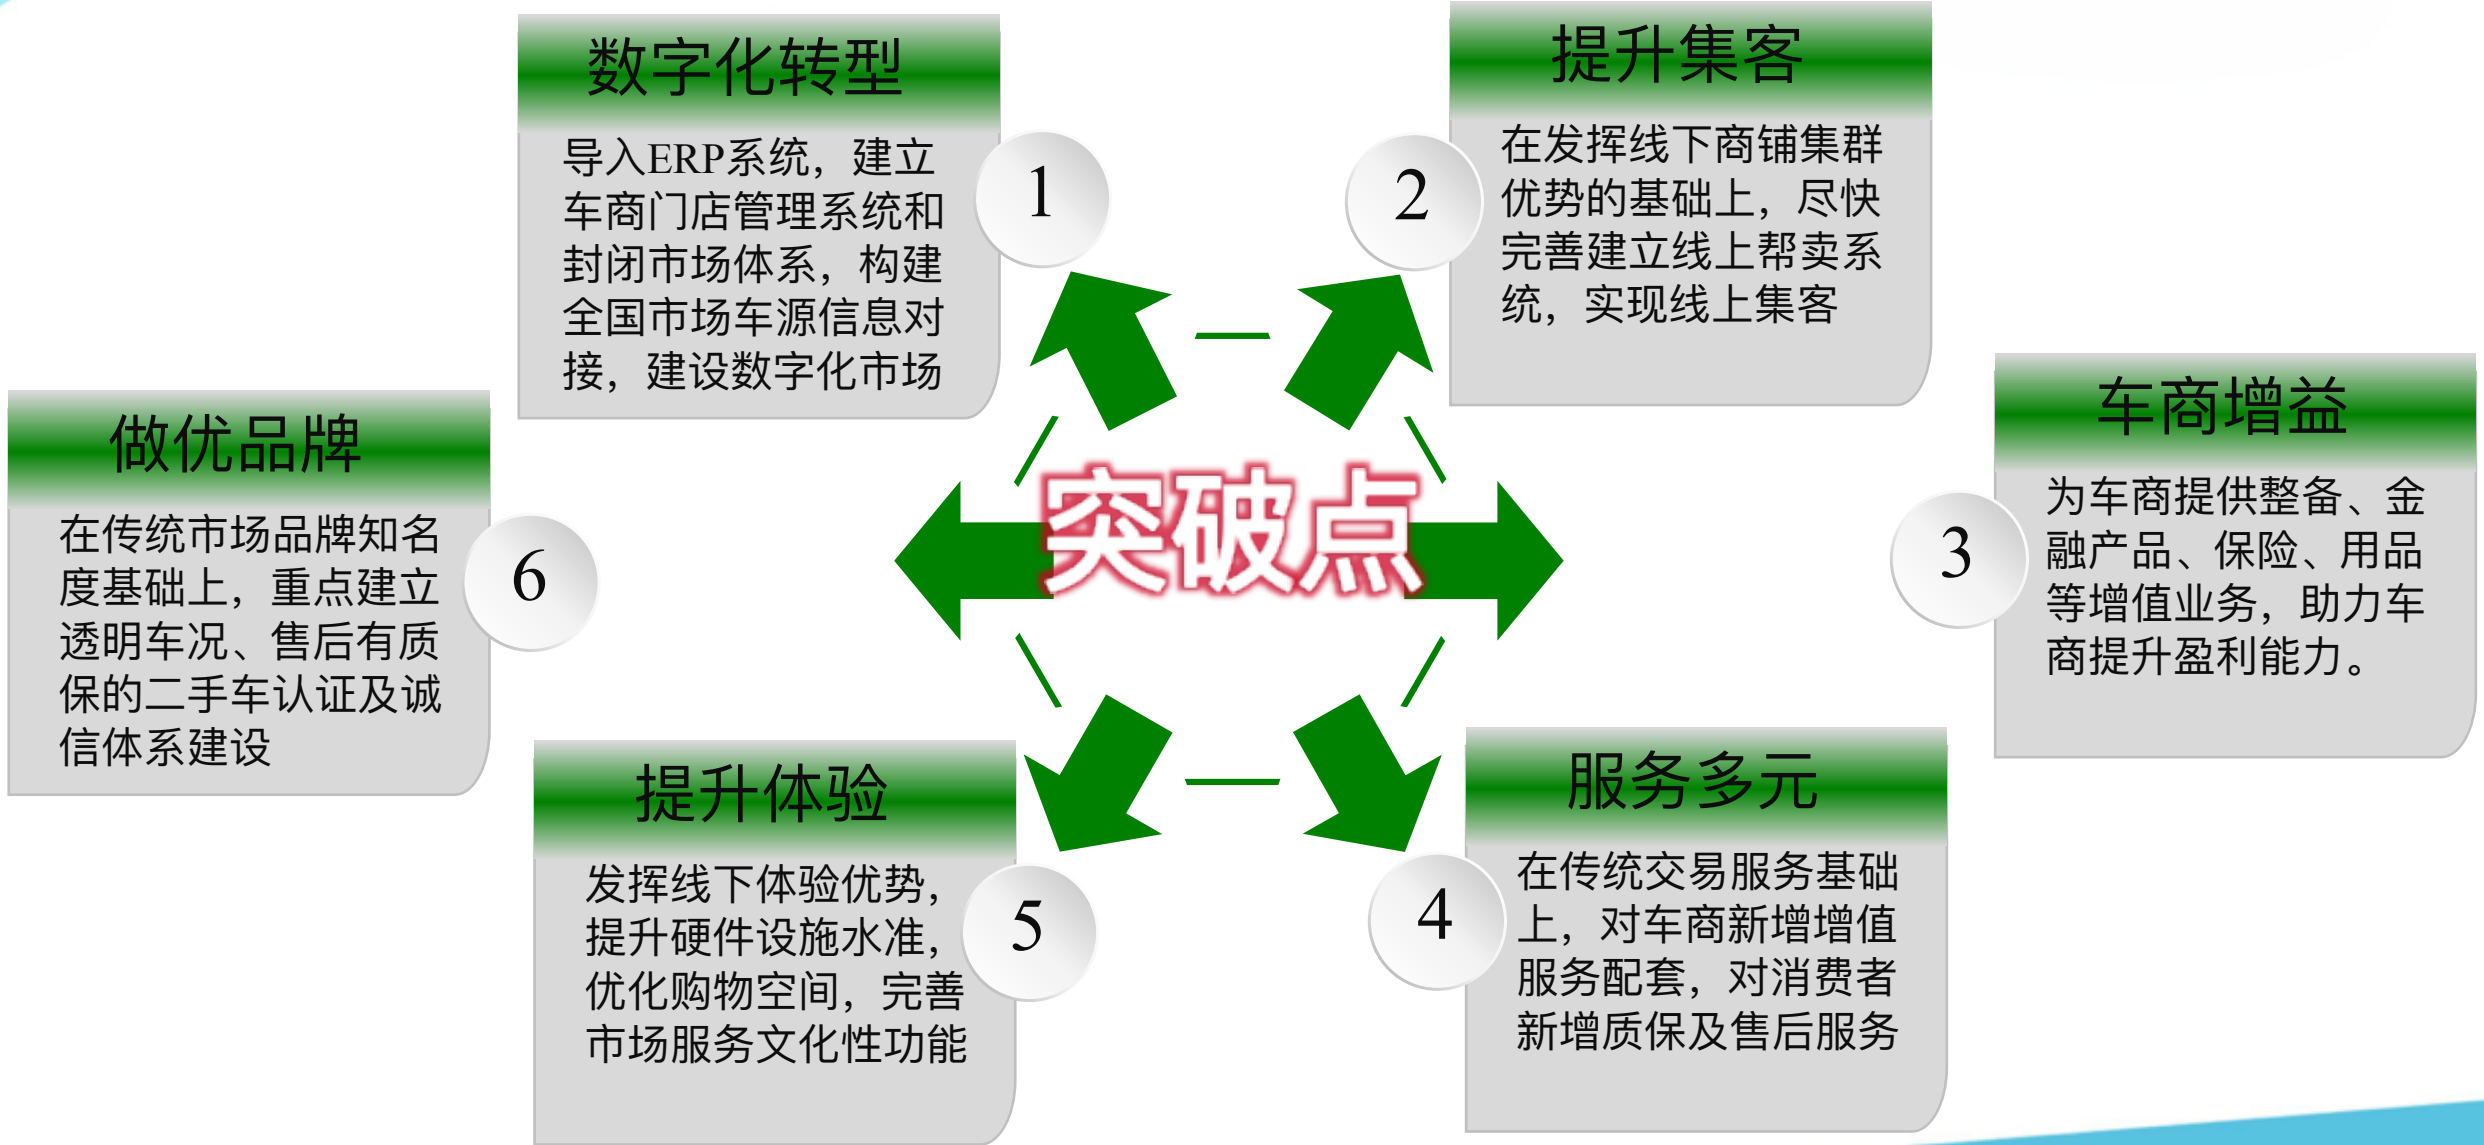 数字化转型
导入ERP系统，建立
车商门店管理系统和
封闭市场体系，构建
全国市场车源信息对
接，建设数字化市场
1
提升集客
在发挥线下商铺集群
优势的基础上，尽快
完善建立线上帮卖系
统，实现线上集客
2
车商增益
为车商提供整备、金
融产品、保险、用品
等增值业务，助力车
商提升盈利能力。
3
服务多元
在传统交易服务基础
上，对车商新增增值
服务配套，对消费者
新增质保及售后服务
4
提升体验
发挥线下体验优势，
提升硬件设施水准，
优化购物空间，完善
市场服务文化性功能
5
做优品牌
在传统市场品牌知名
度基础上，重点建立
透明车况、售后有质
保的二手车认证及诚
信体系建设
6
突破点